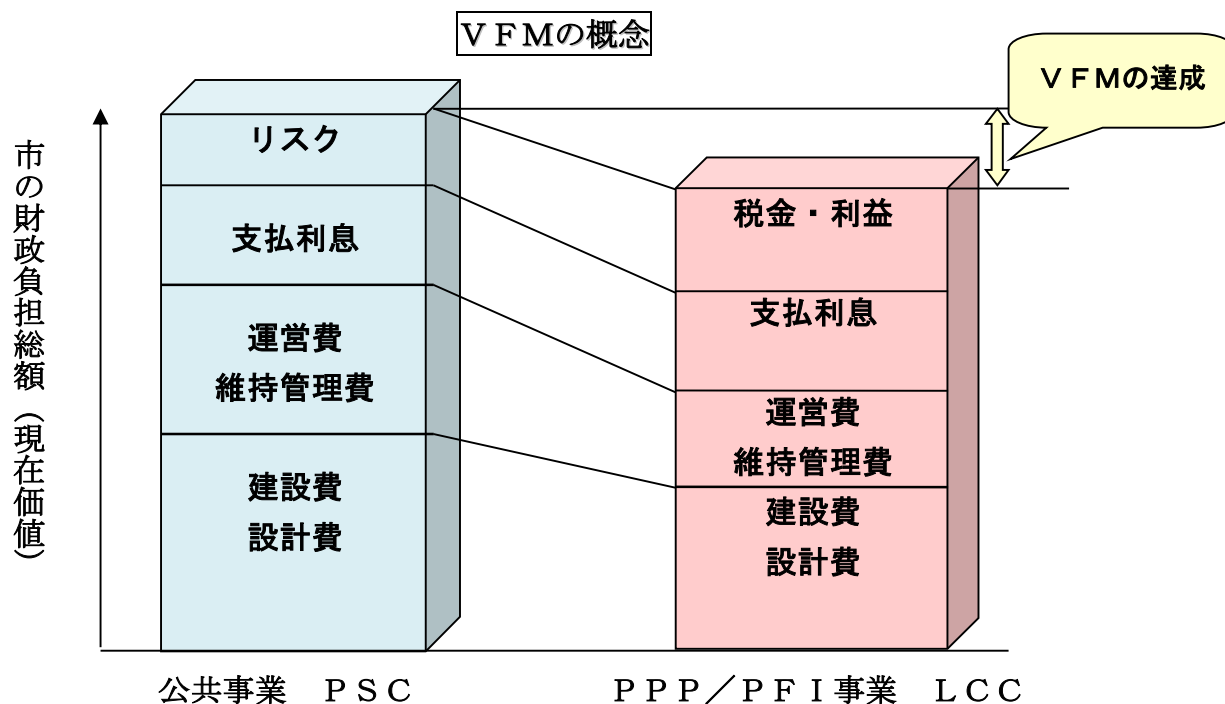 ＶＦＭの概念
ＶＦＭの達成
市の財政負担総額（現在価値）
リスク
支払利息
運営費
維持管理費
建設費
設計費
税金・利益
支払利息
運営費
維持管理費
建設費
設計費
公共事業　ＰＳＣ
ＰＰＰ／ＰＦＩ事業　ＬＣＣ